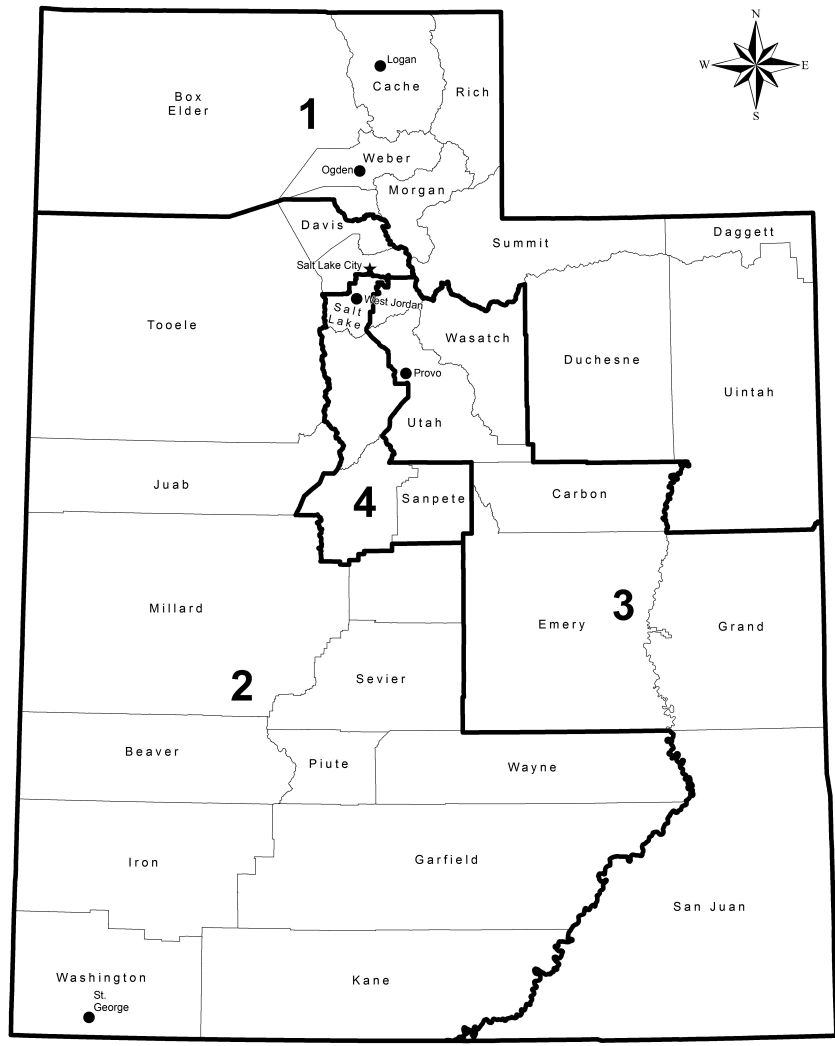 N
W
E
S
Logan
Cache
Rich
Box
Elder
1
Weber
Ogden
Morgan
Davis
Summit
Daggett
Salt Lake City
West Jordan
Salt
Lake
Tooele
Wasatch
Duchesne
Provo
Uintah
Utah
Juab
4
Sanpete
Carbon
Millard
Emery
3
Grand
2
Sevier
Beaver
Piute
Wayne
Iron
Garfield
San Juan
Washington
St.
George
Kane